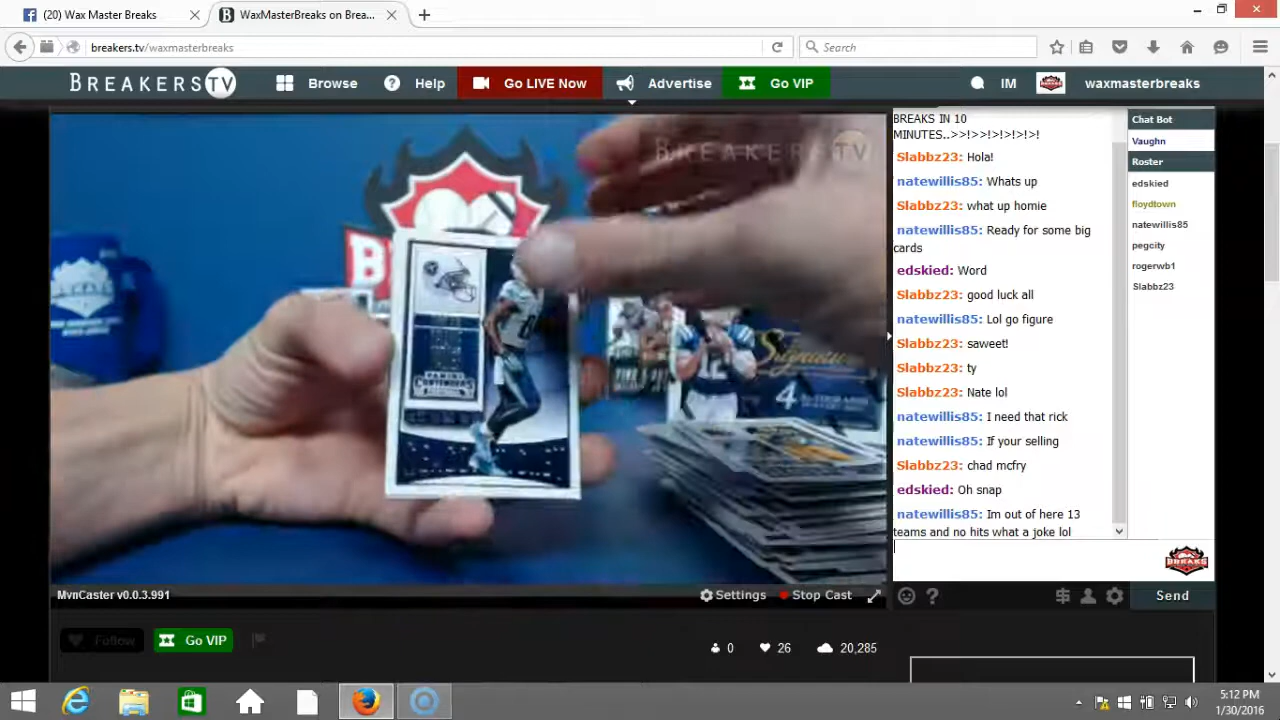 (20) Wax Master Breaks
WaxMasterBreaks on Brea...
breakers.tv/waxmasterbreaks
Search
BREAKERS TV
Browse
Help
Go LIVE Now
Advertise
Go VIP
IM
waxmasterbreaks
BREAKERS TV
BREAKS IN 10
MINUTES..>>!>>!>!>!>!>!
Slabbz23: Hola!
natewillis85: Whats up
Slabbz23: what up homie
natewillis85: Ready for some big
cards
edskied: Word
Slabbz23: good luck all
natewillis85: Lol go figure
Slabbz23: saweet!
Slabbz23: ty
Slabbz23: Nate lol
natewillis85: I need that rick
natewillis85: If your selling
Slabbz23: chad mcfry
edskied: Oh snap
natewillis85: Im out of here 13
teams and no hits what a joke lol
Chat Bot
Vaughn
Roster
edskied
floydtown
natewillis85
pegcity
rogerwb1
Slabbz23
BREAKS
Send
MvnCaster v0.0.3.991
Settings
Stop Cast
Follow
Go VIP
0
26
20,285
5:12 PM
1/30/2016